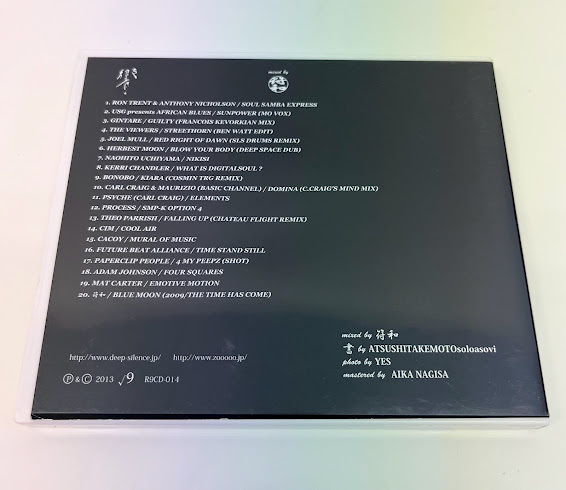 mixed by
1. RON TRENT & ANTHONY NICHOLSON / SOUL SAMBA EXPRESS
2. USG presents AFRICAN BLUES / SUNPOWER (MO VOX)
3. GINTARE / GUILTY (FRANCOIS KEVORKIAN MIX)
4. THE VIEWERS / STREETHORN (BEN WATT EDIT)
5. JOEL MULL / RED RIGHT OF DAWN (SLS DRUMS REMIX)
6. HERBEST MOON / BLOW YOUR BODY (DEEP SPACE DUB)
7. NAOHITO UCHIYAMA / NIKISI
8. KERRI CHANDLER / WHAT IS DIGITALSOUL ?
9. BONOBO / KIARA (COSMIN TRG REMIX)
10. CARL CRAIG & MAURIZIO (BASIC CHANNEL) / DOMINA (C.CRAIG'S MIND MIX)
11. PSYCHE (CARL CRAIG) / ELEMENTS
12. PROCESS / SMP-K OPTION 4
13. THEO PARRISH / FALLING UP (CHATEAU FLIGHT REMIX)
14. CIM / COOL AIR
15. CACOY / MURAL OF MUSIC
16. FUTURE BEAT ALLIANCE / TIME STAND STILL
17. PAPERCLIP PEOPLE / 4 MY PEEPZ (SHOT)
18. ADAM JOHNSON / FOUR SQUARES
19. MAT CARTER / EMOTIVE MOTION
20. 符和 / BLUE MOON (2009/THE TIME HAS COME)
mixed by 符和
書 by ATSUSHITAKEMOTOsoloasovi
photo by YES
mastered by AIKA NAGISA
http://www.deep-silence.jp/ http://www.zooooo.jp/
Ⓟ & Ⓒ 2013 √9 R9CD-014